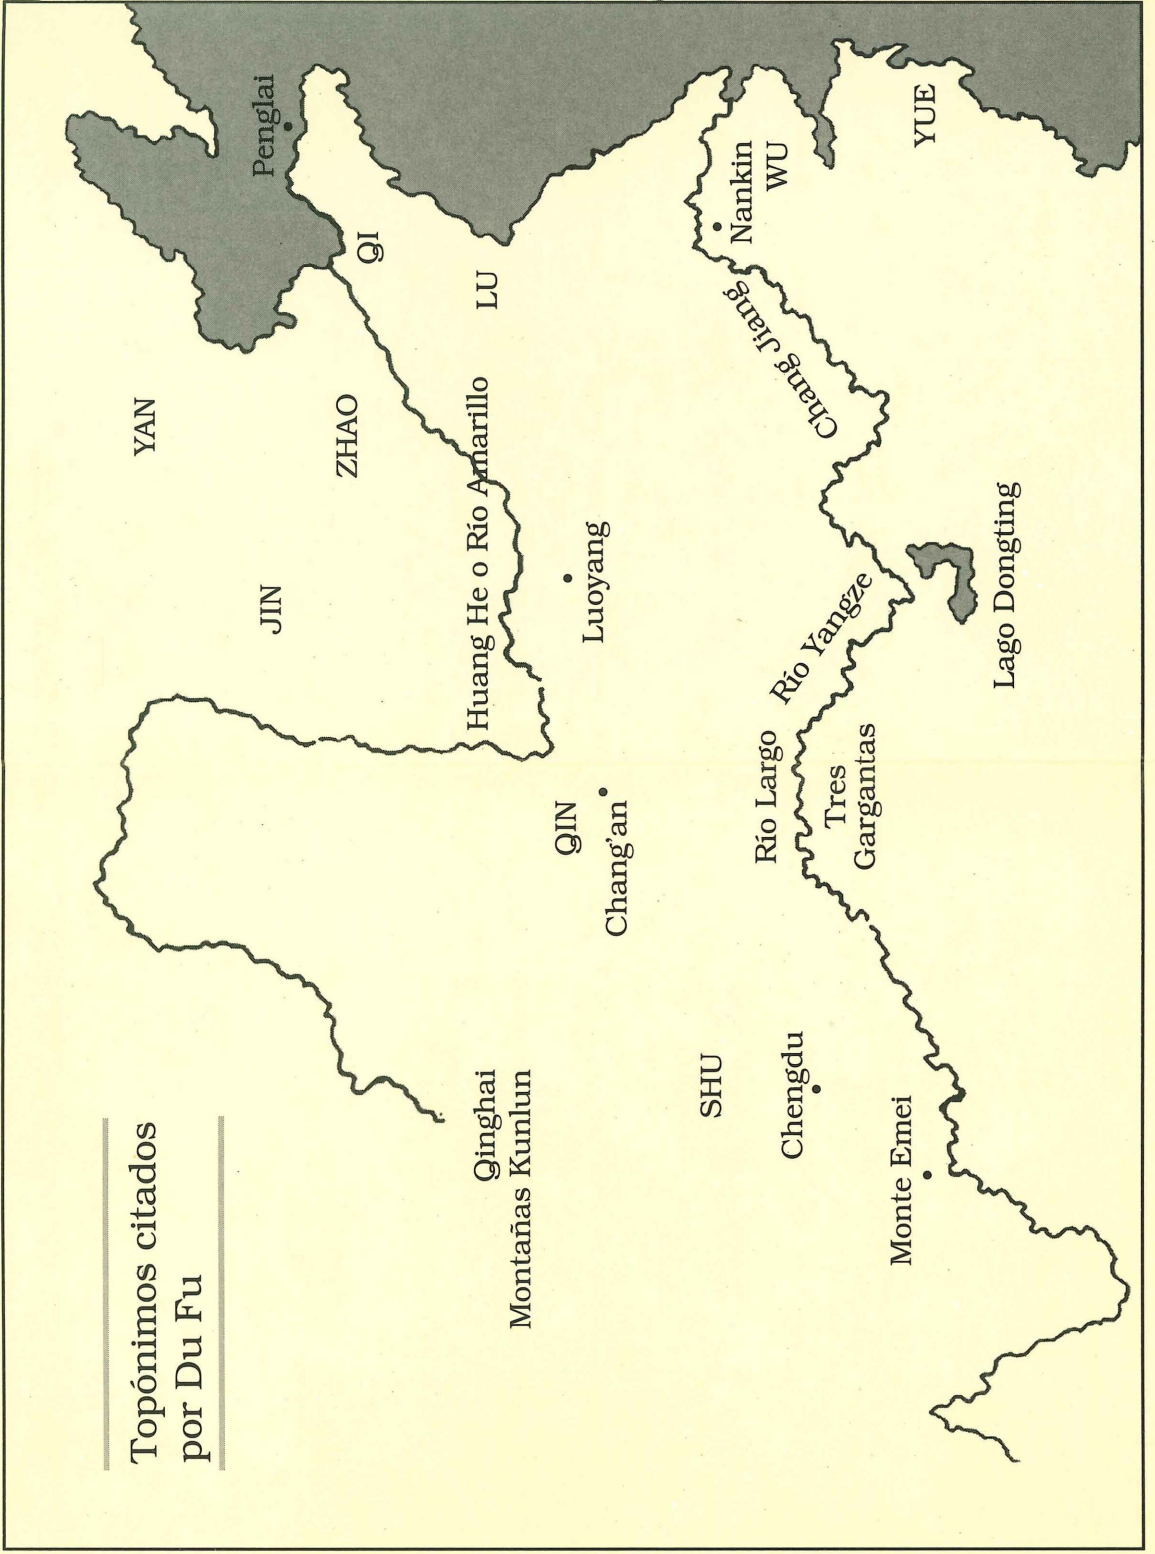 Topónimos citados
por Du Fu
YAN
JIN
ZHAO
Penglai
QI
LU
Huang He o Río Amarillo
Qinghai
Montañas Kunlun
QIN
Chang'an
Luoyang
SHU
Chengdu
Monte Emei
Río Largo
Tres
Gargantas
Río Yangze
Chang Jiang
Nankin
WU
YUE
Lago Dongting